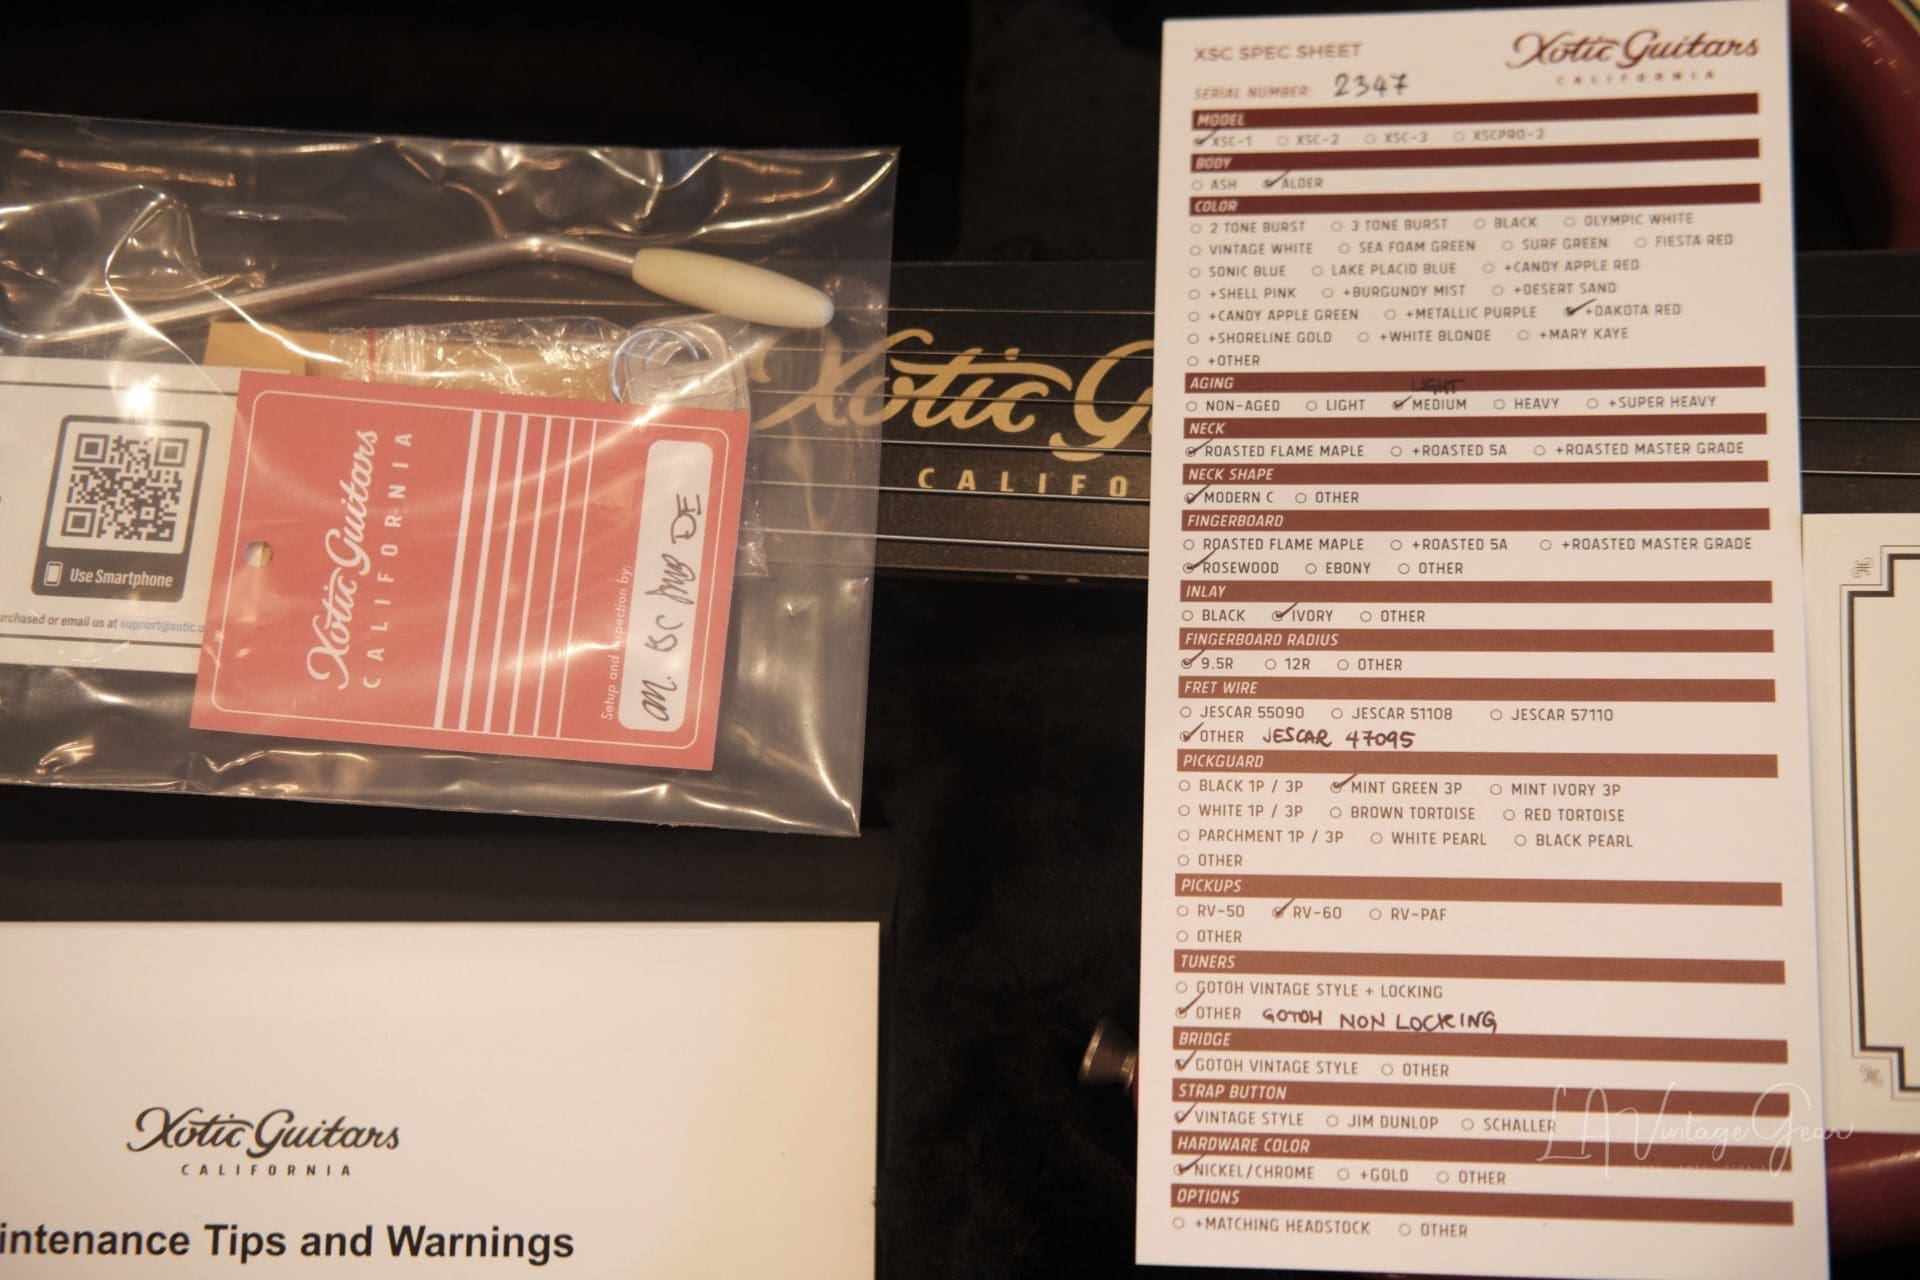 XSC SPEC SHEET
Xotic Guitars
CALIFORNIA
SERIAL NUMBER: 2347
MODEL
XSC-1 XSC-2 XSC-3 XSCPRO-2
BODY
ASH ALDER
COLOR
2 TONE BURST 3 TONE BURST BLACK OLYMPIC WHITE
VINTAGE WHITE SEA FOAM GREEN SURF GREEN FIESTA RED
SONIC BLUE LAKE PLACID BLUE +CANDY APPLE RED
+SHELL PINK +BURGUNDY MIST +DESERT SAND
+CANDY APPLE GREEN +METALLIC PURPLE +DAKOTA RED
+SHORELINE GOLD +WHITE BLONDE +MARY KAYE
+OTHER
AGING LIGHT
NON-AGED LIGHT MEDIUM HEAVY +SUPER HEAVY
NECK
ROASTED FLAME MAPLE +ROASTED 5A +ROASTED MASTER GRADE
NECK SHAPE
MODERN C OTHER
FINGERBOARD
ROASTED FLAME MAPLE +ROASTED 5A +ROASTED MASTER GRADE
ROSEWOOD EBONY OTHER
INLAY
BLACK IVORY OTHER
FINGERBOARD RADIUS
9.5R 12R OTHER
FRET WIRE
JESCAR 55090 JESCAR 51108 JESCAR 57110
OTHER JESCAR 47095
PICKGUARD
BLACK 1P / 3P MINT GREEN 3P MINT IVORY 3P
WHITE 1P / 3P BROWN TORTOISE RED TORTOISE
PARCHMENT 1P / 3P WHITE PEARL BLACK PEARL
OTHER
PICKUPS
RV-50 RV-60 RV-PAF
OTHER
TUNERS
GOTOH VINTAGE STYLE + LOCKING
OTHER GOTOH NON LOCKING
BRIDGE
GOTOH VINTAGE STYLE OTHER
STRAP BUTTON
VINTAGE STYLE JIM DUNLOP SCHALLER
HARDWARE COLOR
NICKEL/CHROME +GOLD OTHER
OPTIONS
+MATCHING HEADSTOCK OTHER
Xotic G
CALIFO
Use Smartphone
urchased or email us at support@xotic.u
Xotic Guitars
CALIFORNIA
Setup and inspection by:
Xotic Guitars
CALIFORNIA
intenance Tips and Warnings
LA Vintage Gear